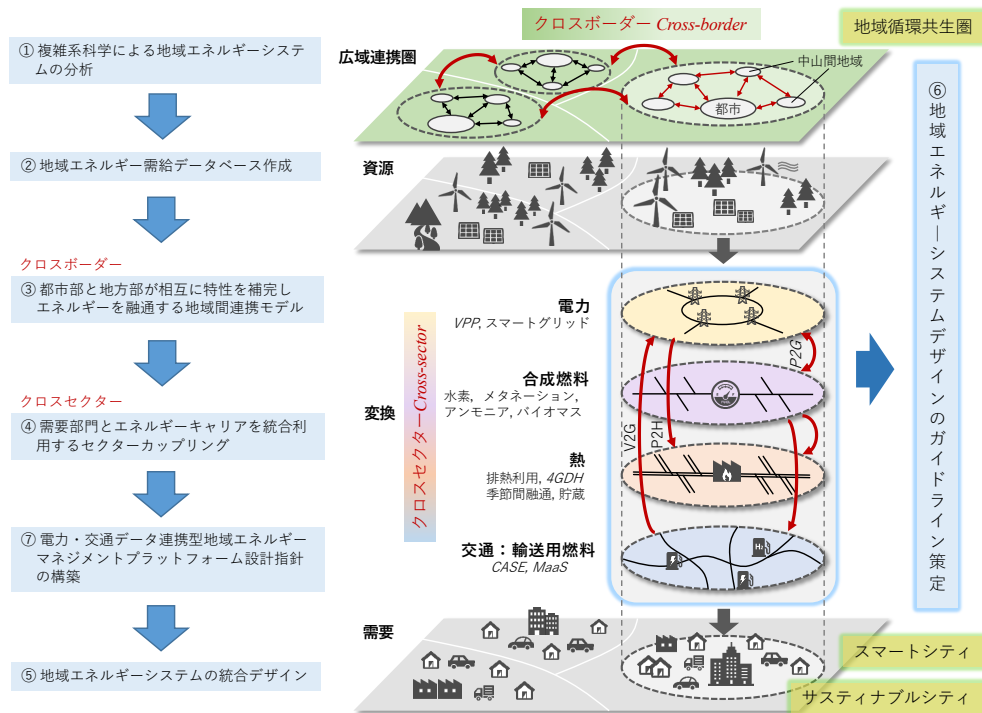 ① 複雑系科学による地域エネルギーシステ
ムの分析
② 地域エネルギー需給データベース作成
クロスボーダー
③ 都市部と地方部が相互に特性を補完し
エネルギーを融通する地域間連携モデル
クロスセクター
④ 需要部門とエネルギーキャリアを統合利
用するセクターカップリング
⑦ 電力・交通データ連携型地域エネルギー
マネジメントプラットフォーム設計指針
の構築
⑤ 地域エネルギーシステムの統合デザイン
クロスボーダー Cross-border
広域連携圏
中山間地域
都市
資源
変換
クロスセクターCross-sector
電力
VPP, スマートグリッド
P2G
合成燃料
水素, メタネーション,
アンモニア, バイオマス
V2G
P2H
熱
排熱利用, 4GDH
季節間融通, 貯蔵
交通：輸送用燃料
CASE, MaaS
H₂
需要
地域循環共生圏
⑥地域エネルギーシステムデザインのガイドライン策定
スマートシティ
サスティナブルシティ